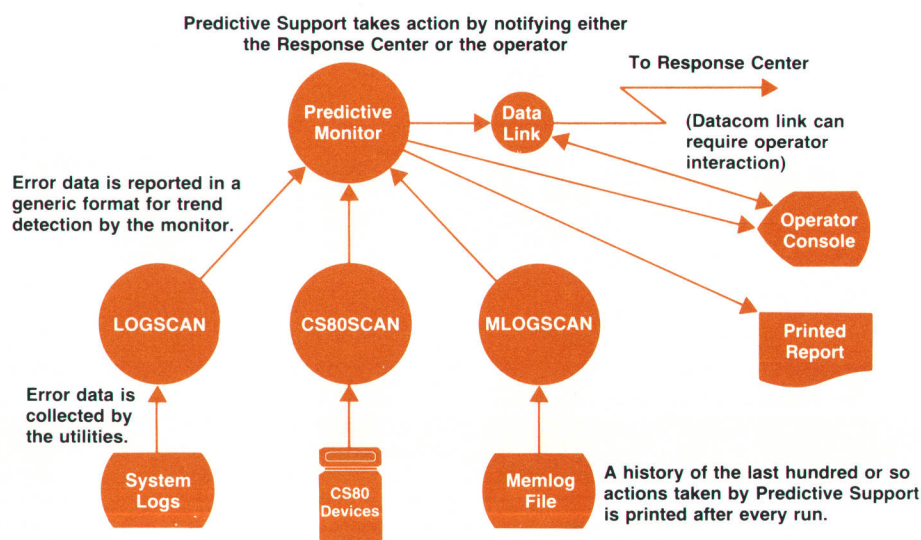 Predictive Support takes action by notifying either
the Response Center or the operator
To Response Center
Predictive
Monitor
Data
Link
(Datacom link can
require operator
interaction)
Error data is reported in a
generic format for trend
detection by the monitor.
Operator
Console
LOGSCAN
CS80SCAN
MLOGSCAN
Printed
Report
Error data is
collected by
the utilities.
System
Logs
CS80
Devices
Memlog
File
A history of the last hundred or so
actions taken by Predictive Support
is printed after every run.